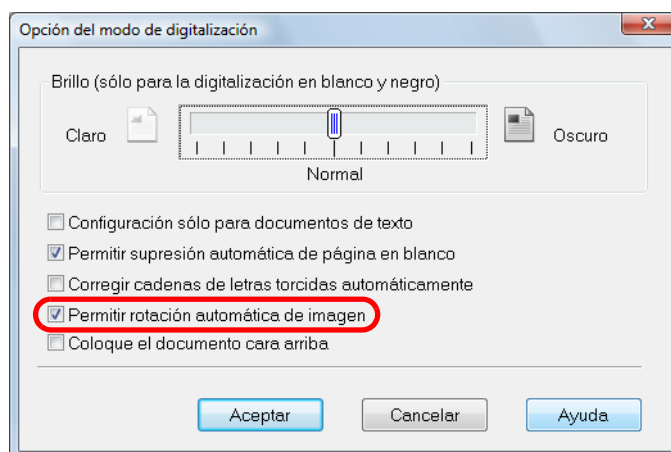 Opción del modo de digitalización
Brillo (sólo para la digitalización en blanco y negro)
Claro
Oscuro
Normal
Configuración sólo para documentos de texto
Permitir supresión automática de página en blanco
Corregir cadenas de letras torcidas automáticamente
Permitir rotación automática de imagen
Coloque el documento cara arriba
Aceptar Cancelar Ayuda